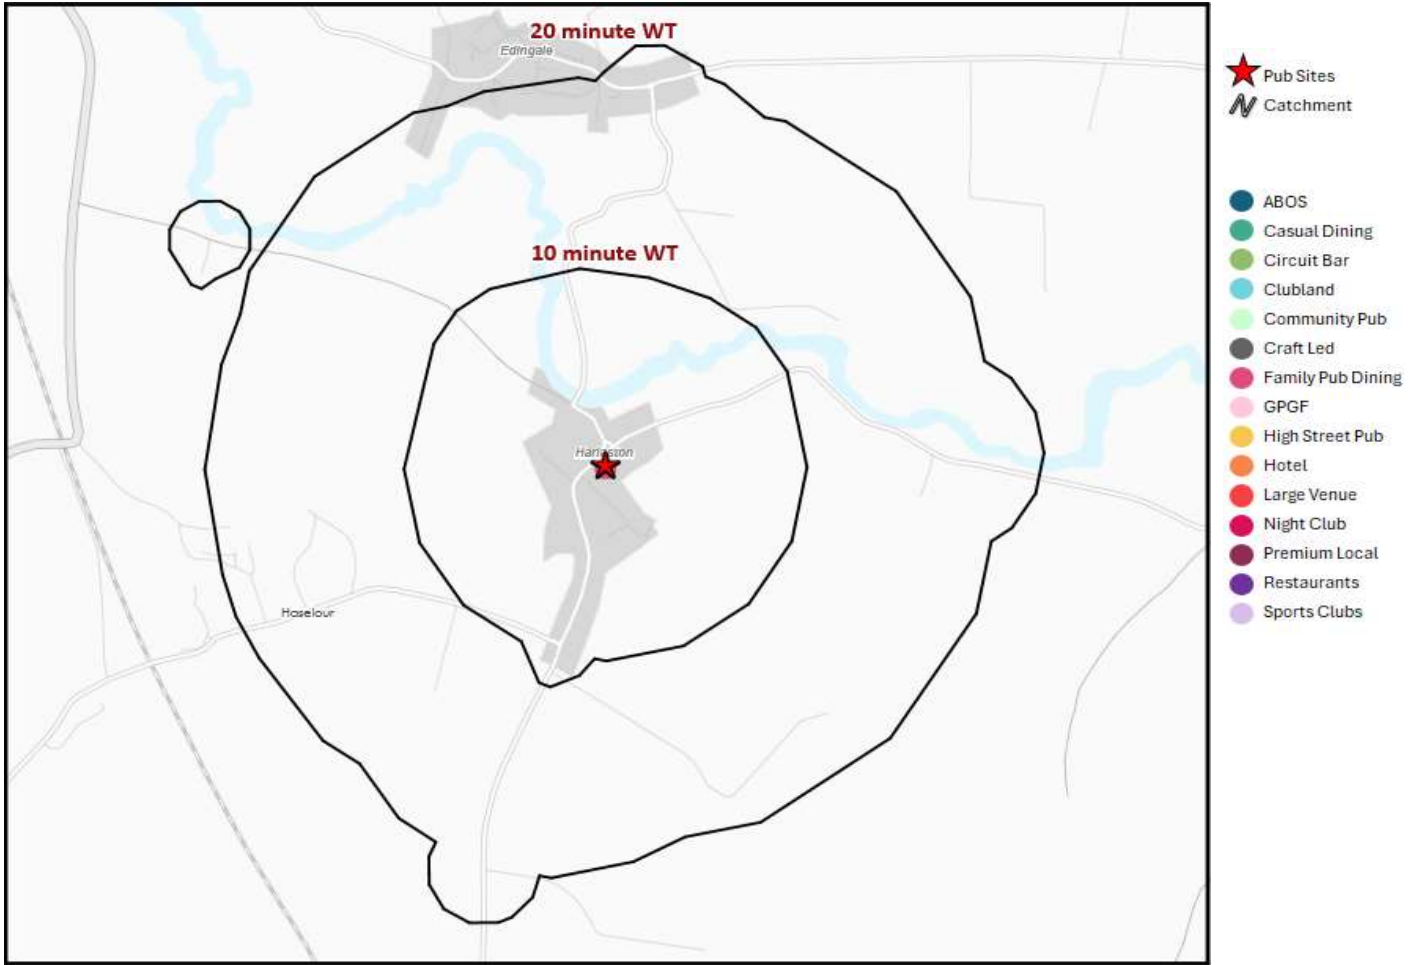 20 minute WT
Edingale
10 minute WT
Harlaston
Haselour
Pub Sites
Catchment
ABOS
Casual Dining
Circuit Bar
Clubland
Community Pub
Craft Led
Family Pub Dining
GPGF
High Street Pub
Hotel
Large Venue
Night Club
Premium Local
Restaurants
Sports Clubs